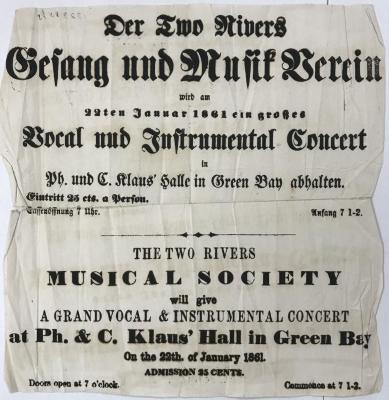 Der Two Rivers
Gesang und Musik Verein
wird am
22ten Januar 1861 ein großes
Vocal und Instrumental Concert
in
Ph. und C. Klaus' Halle in Green Bay abhalten.
Eintritt 25 cts. a Person.
Cassenöffnung 7 Uhr. Anfang 7 1-2.
THE TWO RIVERS
MUSICAL SOCIETY
will give
A GRAND VOCAL & INSTRUMENTAL CONCERT
at Ph. & C. Klaus' Hall in Green Bay
On the 22th. of January 1861.
ADMISSION 25 CENTS.
Doors open at 7 o'clock. Commence at 7 1-2.